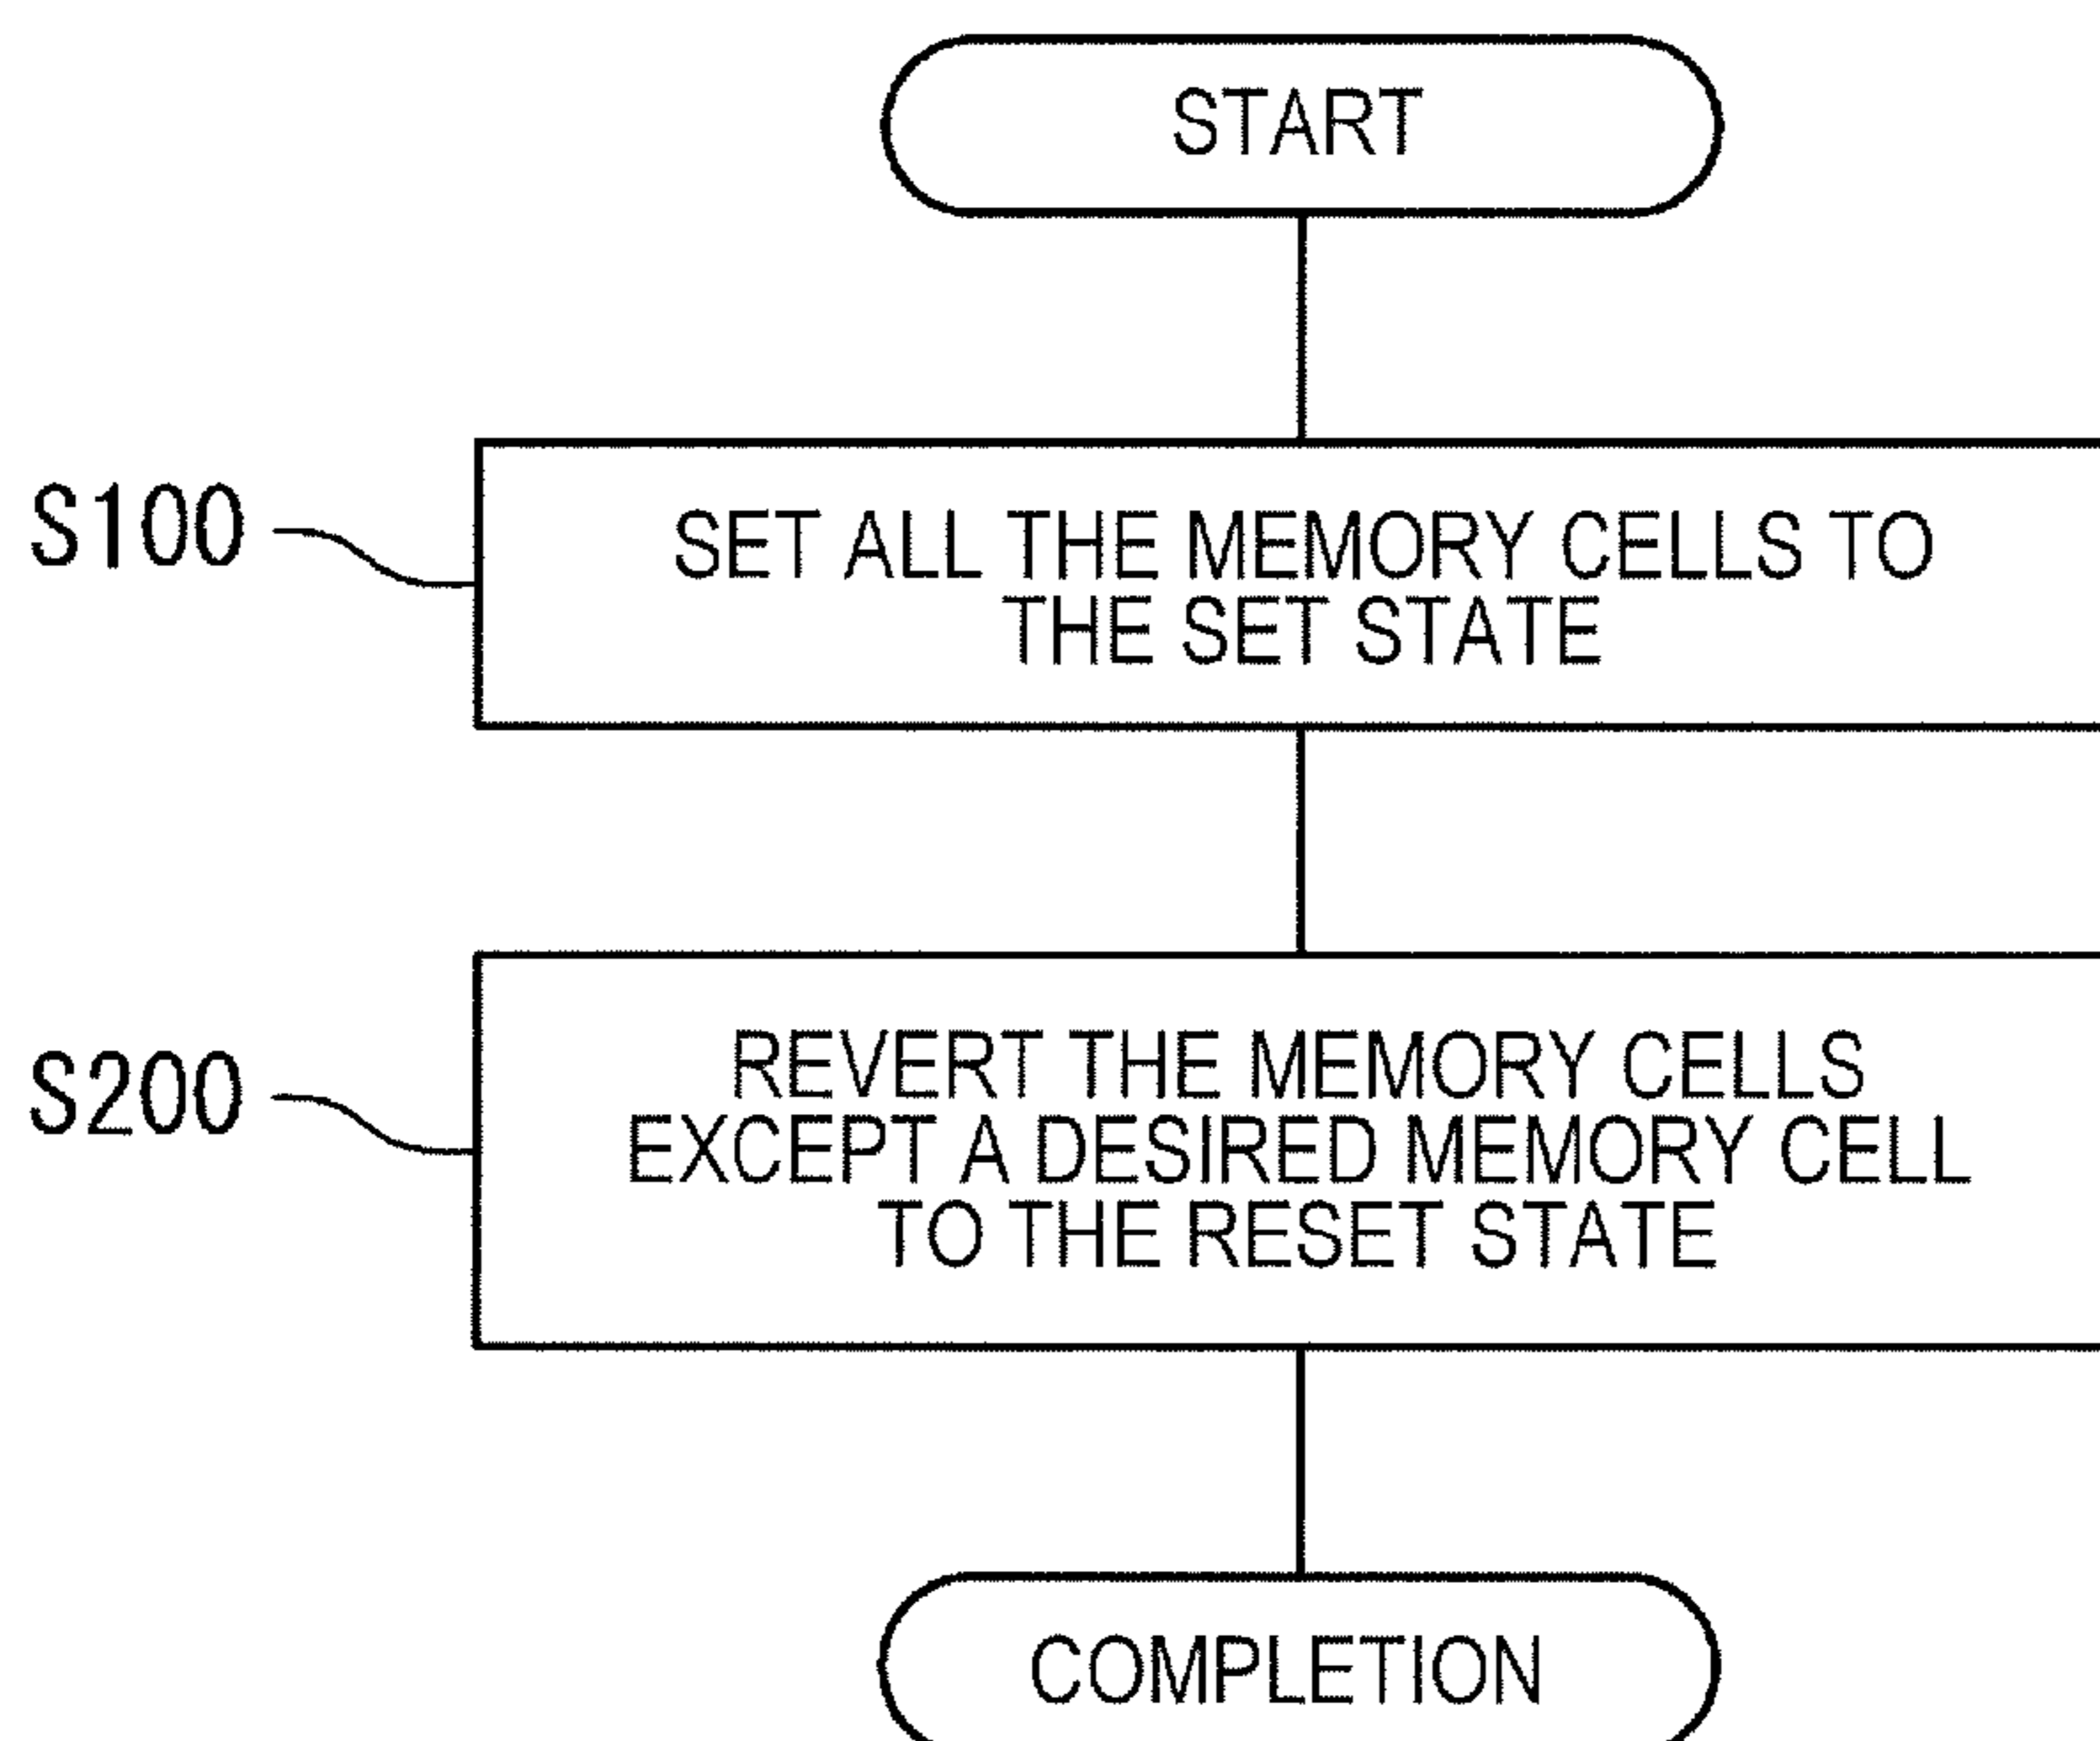 START
S100
SET ALL THE MEMORY CELLS TO
THE SET STATE
S200
REVERT THE MEMORY CELLS
EXCEPT A DESIRED MEMORY CELL
TO THE RESET STATE
COMPLETION